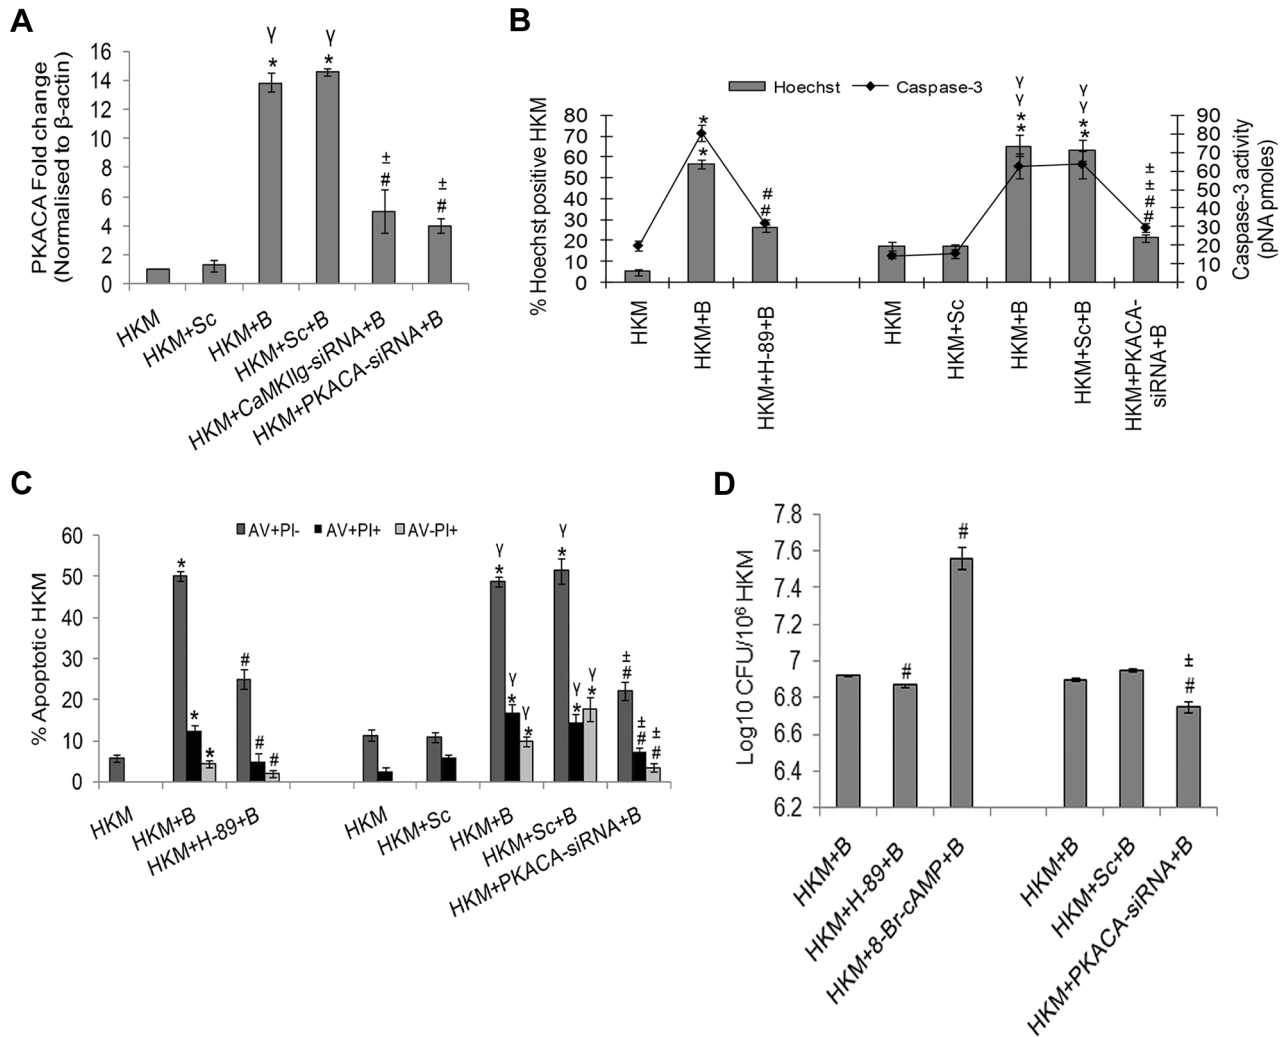 A
PKACA Fold change
(Normalised to β-actin)
16
14
12
10
8
6
4
2
0
γ
*
γ
*
±
#
±
#
HKM
HKM+Sc
HKM+B
HKM+Sc+B
HKM+CaMKIIg-siRNA+B
HKM+PKACA-siRNA+B
B
Hoechst
Caspase-3
% Hoechst positive HKM
80
70
60
50
40
30
20
10
0
*
*
#
#
γ
γ
*
*
γ
γ
*
*
±
±
#
#
90
80
70
60
50
40
30
20
10
0
Caspase-3 activity
(pNA pmoles)
HKM
HKM+B
HKM+H-89+B
HKM
HKM+Sc
HKM+B
HKM+Sc+B
HKM+PKACA-
siRNA+B
C
AV+PI-
AV+PI+
AV-PI+
% Apoptotic HKM
60
50
40
30
20
10
0
*
*
*
#
#
#
γ
*
γ
*
γ
*
γ
*
γ
*
γ
*
±
#
±
#
±
#
HKM
HKM+B
HKM+H-89+B
HKM
HKM+Sc
HKM+B
HKM+Sc+B
HKM+PKACA-siRNA+B
D
Log10 CFU/10⁶ HKM
7.8
7.6
7.4
7.2
7
6.8
6.6
6.4
6.2
#
#
±
#
HKM+B
HKM+H-89+B
HKM+8-Br-cAMP+B
HKM+B
HKM+Sc+B
HKM+PKACA-siRNA+B